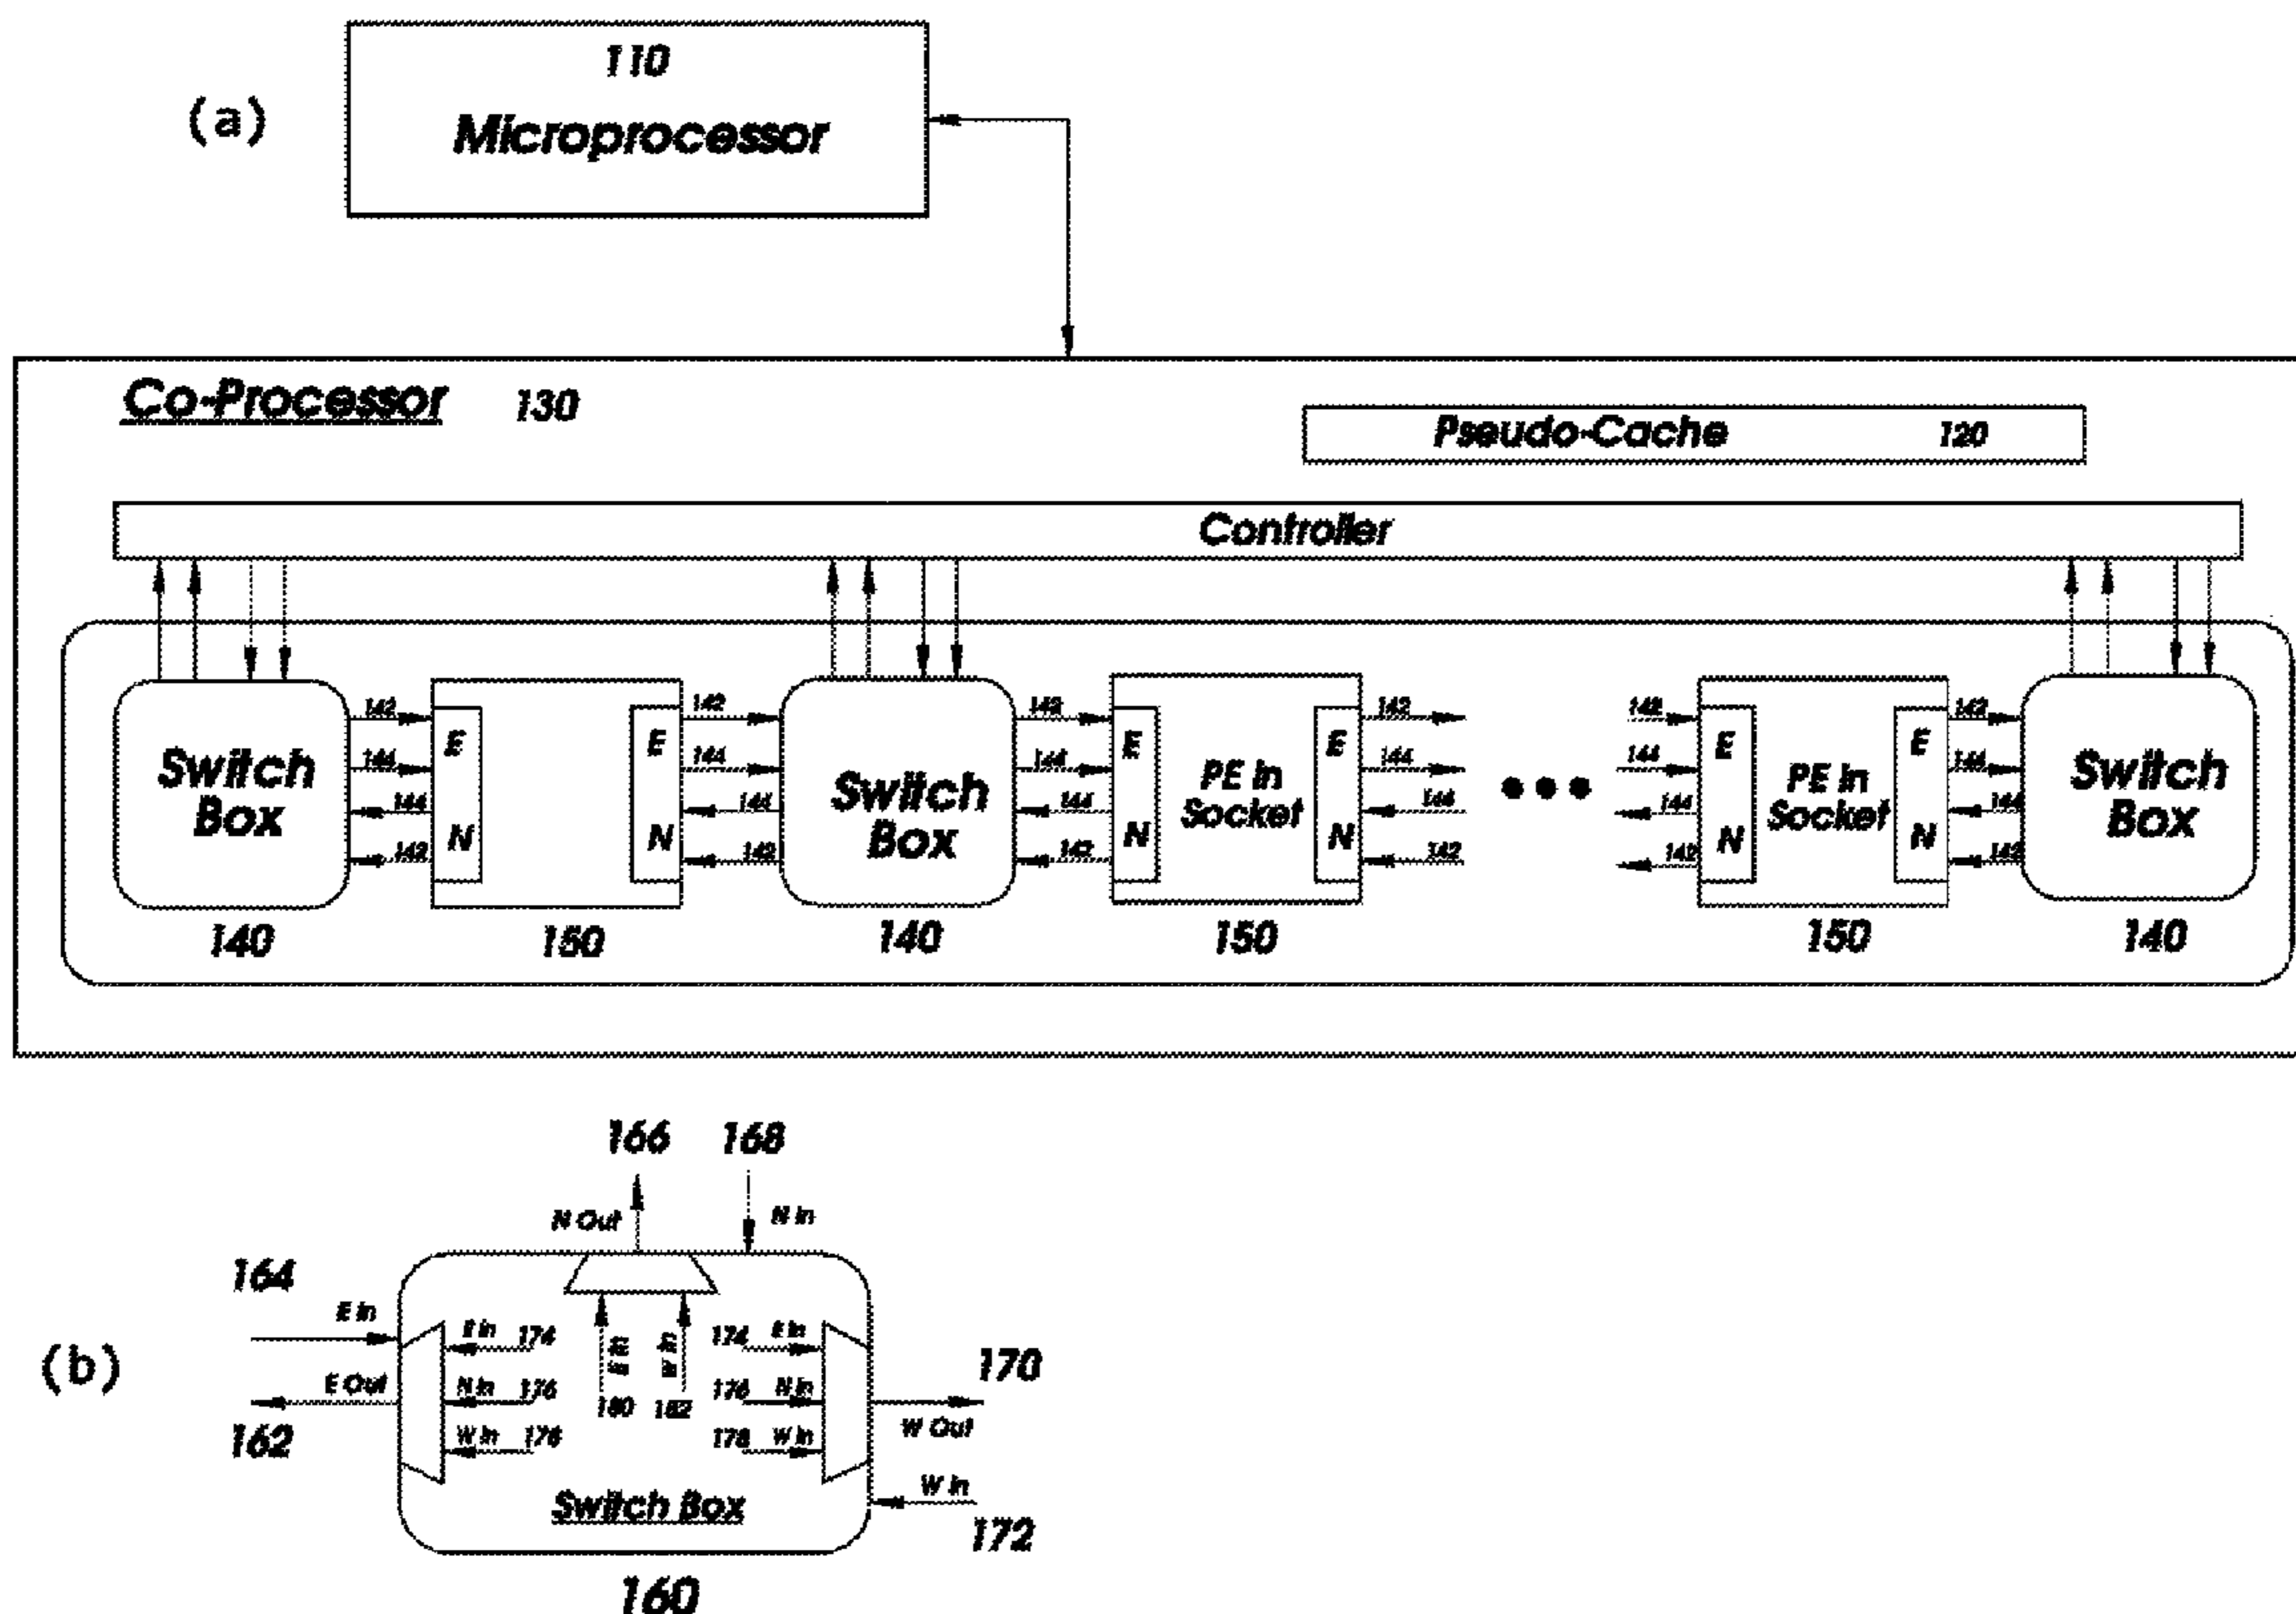 110
(a)
Microprocessor
Co-Processor 130
Pseudo-Cache 120
Controller
142 142 142 142 142 142
E E E E E E
Switch Box
144 144 144 144 144 144
Switch Box
PE in Socket
PE in Socket
Switch Box
144 144 144 144 144 144
N N N N N N
142 142 142 142 142 142
140 150 140 150 150 140
166 168
N Out N In
164
E In
E In 174 174 E In
E In W In
(b)
170
E Out N In 176 176 N In
180 182
162 W In 178 178 W In W Out
W In
Switch Box
172
160